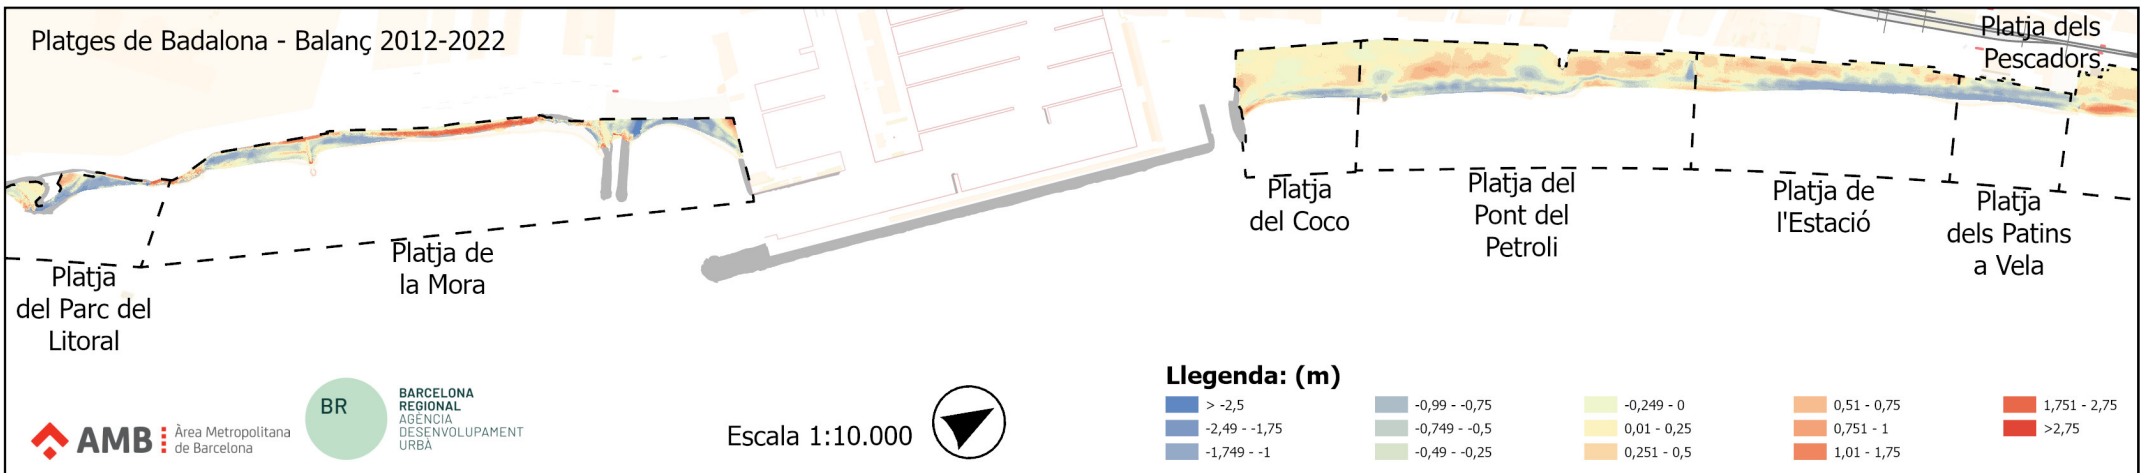 Platges de Badalona - Balanç 2012-2022
Platja dels
Pescadors
Platja
del Parc del
Litoral
Platja de
la Mora
Platja
del Coco
Platja del
Pont del
Petroli
Platja de
l'Estació
Platja
dels Patins
a Vela
AMB
Àrea Metropolitana
de Barcelona
BR
BARCELONA
REGIONAL
AGÈNCIA
DESENVOLUPAMENT
URBÀ
Escala 1:10.000
Llegenda: (m)
> -2,5
-2,49 - -1,75
-1,749 - -1
-0,99 - -0,75
-0,749 - -0,5
-0,49 - -0,25
-0,249 - 0
0,01 - 0,25
0,251 - 0,5
0,51 - 0,75
0,751 - 1
1,01 - 1,75
1,751 - 2,75
>2,75